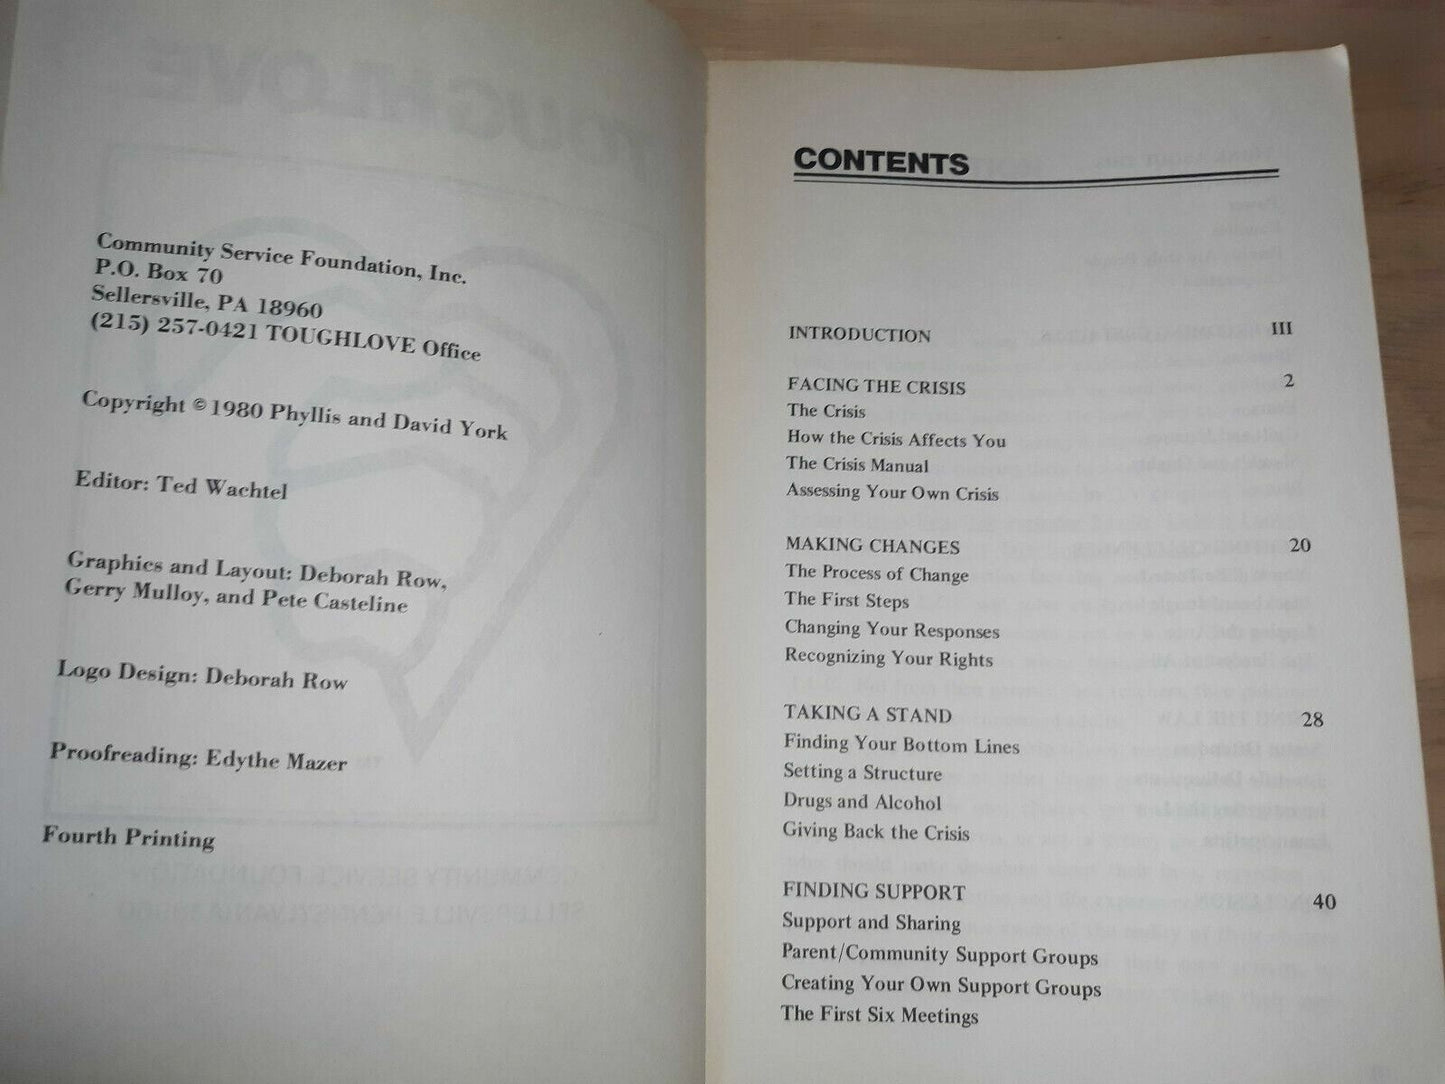 Community Service Foundation, Inc.
P.O. Box 70
Sellersville, PA 18960
(215) 257-0421 TOUGHLOVE Office
Copyright © 1980 Phyllis and David York
Editor: Ted Wachtel
Graphics and Layout: Deborah Row,
Gerry Mulloy, and Pete Casteline
Logo Design: Deborah Row
Proofreading: Edythe Mazer
Fourth Printing
TOUGHLOVE
COMMUNITY SERVICE FOUNDATIO
CONTENTS
INTRODUCTION III
FACING THE CRISIS 2
The Crisis
How the Crisis Affects You
The Crisis Manual
Assessing Your Own Crisis
MAKING CHANGES 20
The Process of Change
The First Steps
Changing Your Responses
Recognizing Your Rights
TAKING A STAND 28
Finding Your Bottom Lines
Setting a Structure
Drugs and Alcohol
Giving Back the Crisis
FINDING SUPPORT 40
Support and Sharing
Parent/Community Support Groups
Creating Your Own Support Groups
The First Six Meetings